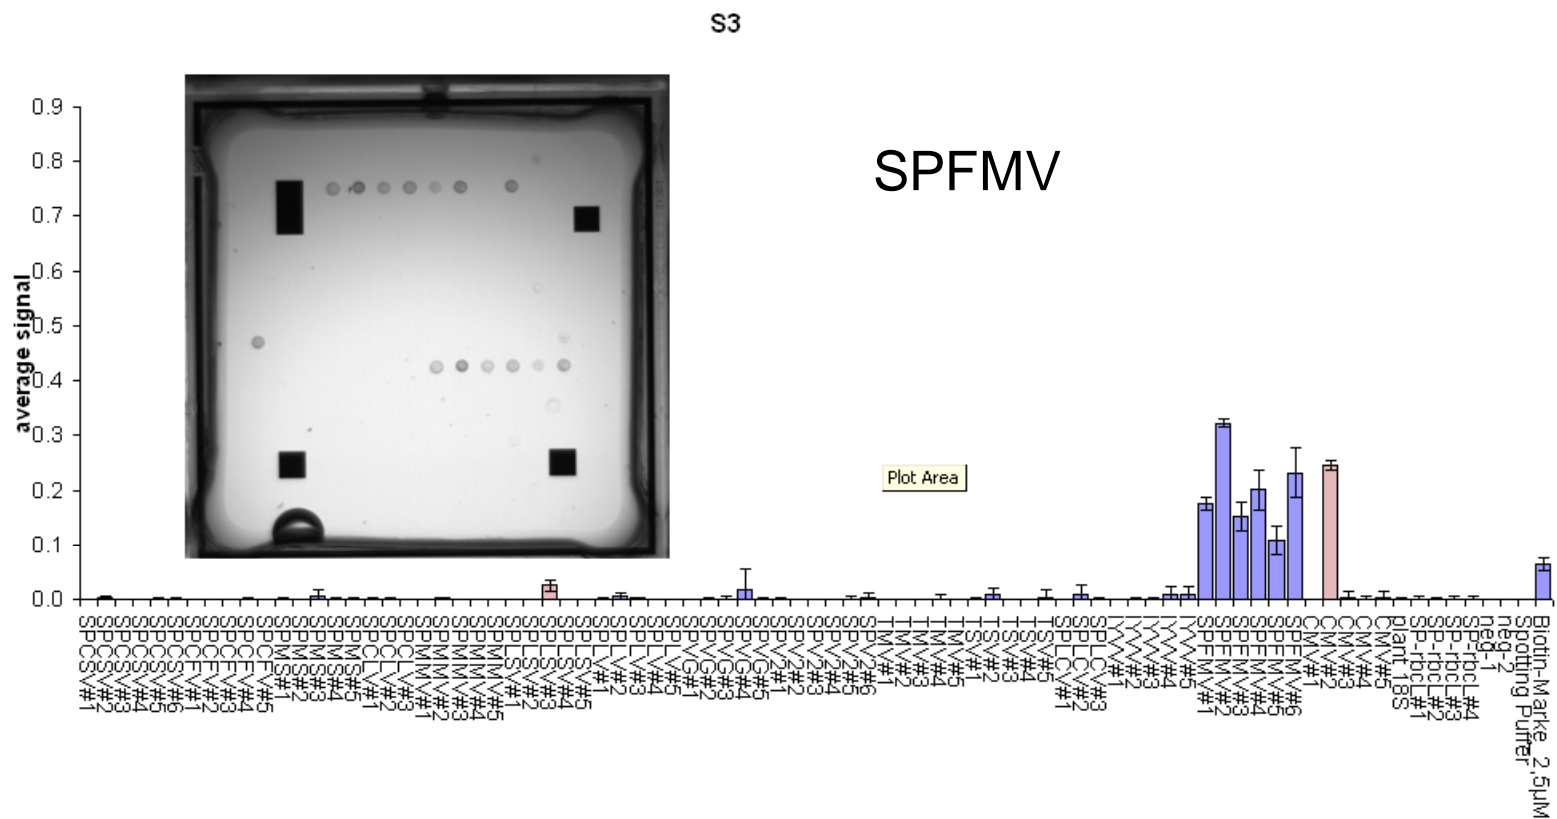 S3
SPFMV
average signal
0.9
0.8
0.7
0.6
0.5
0.4
0.3
0.2
0.1
0.0
Plot Area
SPCSV#1
SPCSV#2
SPCSV#3
SPCSV#4
SPCSV#5
SPCSV#6
SPCFV#1
SPCFV#2
SPCFV#3
SPCFV#4
SPCFV#5
SPMS#1
SPMS#2
SPMS#3
SPMS#4
SPMS#5
SPCLV#1
SPCLV#2
SPCLV#3
SPMMV#1
SPMMV#2
SPMMV#3
SPMMV#4
SPMMV#5
SPLSV#1
SPLSV#2
SPLSV#3
SPLSV#4
SPLSV#5
SPLV#1
SPLV#2
SPLV#3
SPLV#4
SPLV#5
SPVG#1
SPVG#2
SPVG#3
SPVG#4
SPVG#5
SPV2#1
SPV2#2
SPV2#3
SPV2#4
SPV2#5
SPV2#6
TMV#1
TMV#2
TMV#3
TMV#4
TMV#5
TSV#1
TSV#2
TSV#3
TSV#4
TSV#5
SPLCV#1
SPLCV#2
SPLCV#3
IYVV#1
IYVV#2
IYVV#3
IYVV#4
IYVV#5
SPFMV#1
SPFMV#2
SPFMV#3
SPFMV#4
SPFMV#5
SPFMV#6
CMV#1
CMV#2
CMV#3
CMV#4
CMV#5
plant 18S
SP-rbcL#1
SP-rbcL#2
SP-rbcL#3
SP-rbcL#4
neg-1
neg-2
Spotting Puffer
Biotin-Marke_2,5µM